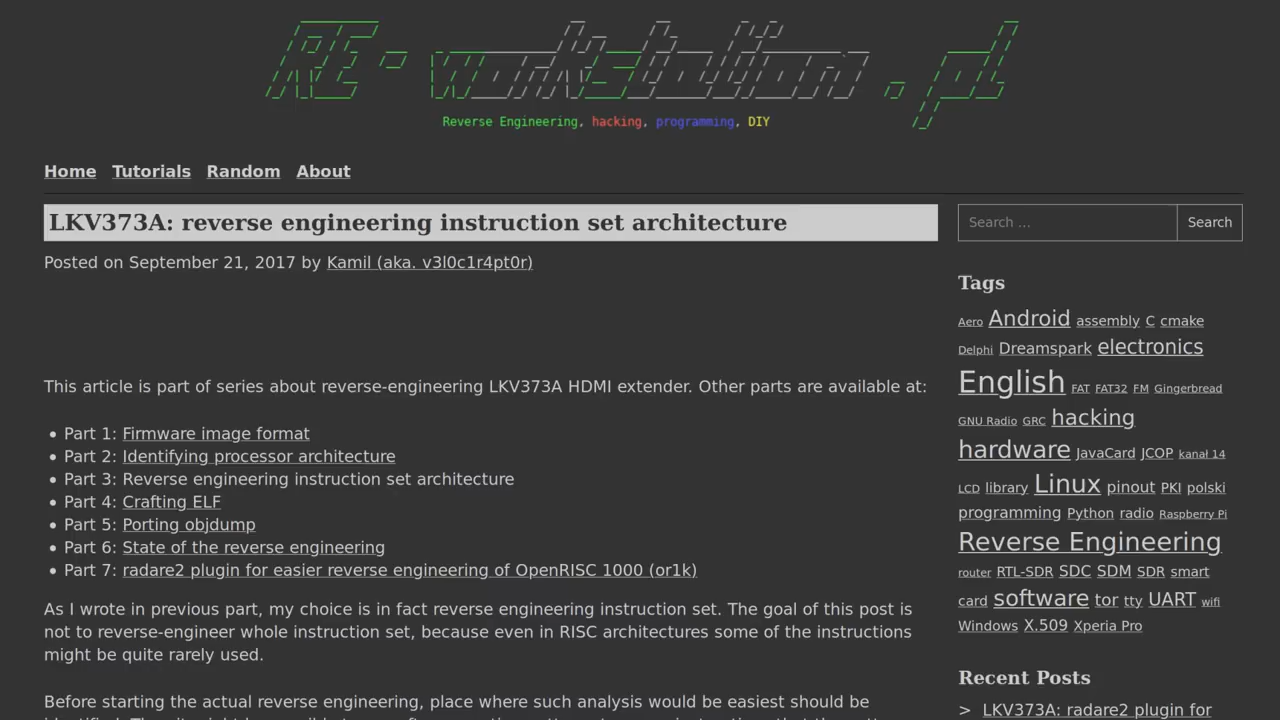 RE-workstation.pl
Reverse Engineering, hacking, programming, DIY
Home Tutorials Random About
LKV373A: reverse engineering instruction set architecture
Posted on September 21, 2017 by Kamil (aka. v3l0c1r4pt0r)
This article is part of series about reverse-engineering LKV373A HDMI extender. Other parts are available at:
Part 1: Firmware image format
Part 2: Identifying processor architecture
Part 3: Reverse engineering instruction set architecture
Part 4: Crafting ELF
Part 5: Porting objdump
Part 6: State of the reverse engineering
Part 7: radare2 plugin for easier reverse engineering of OpenRISC 1000 (or1k)
As I wrote in previous part, my choice is in fact reverse engineering instruction set. The goal of this post is
not to reverse-engineer whole instruction set, because even in RISC architectures some of the instructions
might be quite rarely used.
Before starting the actual reverse engineering, place where such analysis would be easiest should be
Search ... Search
Tags
Aero Android assembly C cmake
Delphi Dreamspark electronics
English FAT FAT32 FM Gingerbread
GNU Radio GRC hacking
hardware JavaCard JCOP kanał 14
LCD library Linux pinout PKI polski
programming Python radio Raspberry Pi
Reverse Engineering
router RTL-SDR SDC SDM SDR smart
card software tor tty UART wifi
Windows X.509 Xperia Pro
Recent Posts
> LKV373A: radare2 plugin for